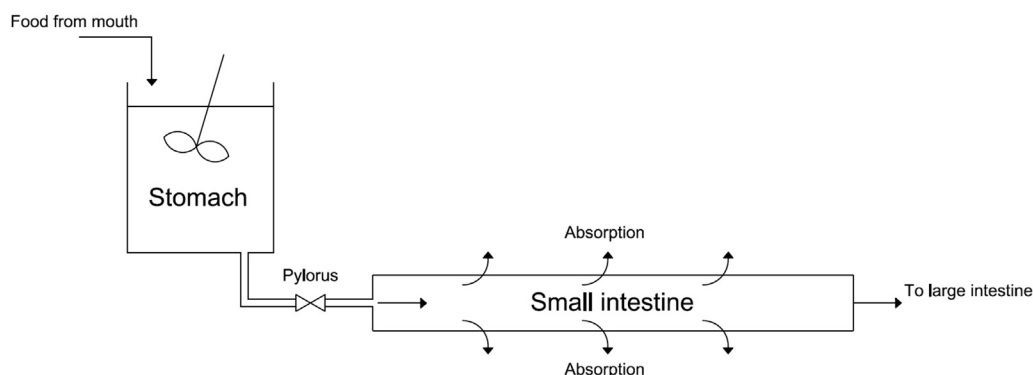 Food from mouth
Stomach
Absorption
Pylorus
Small intestine
To large intestine
Absorption